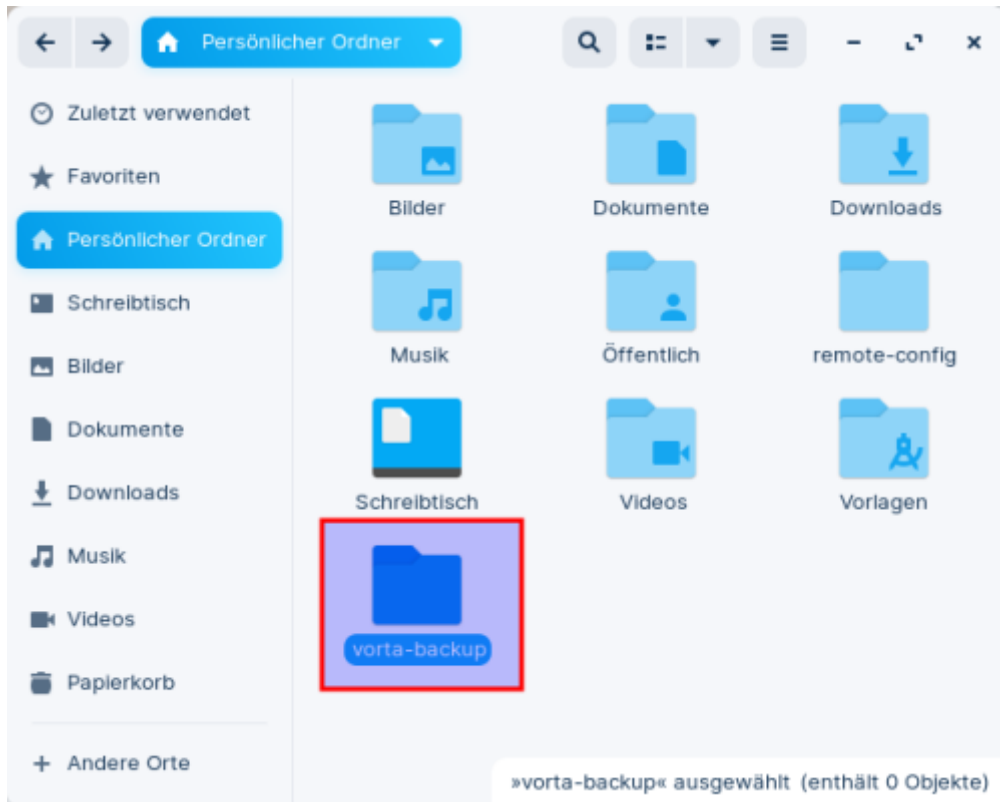 Persönlicher Ordner
Zuletzt verwendet
Favoriten
Persönlicher Ordner
Schreibtisch
Bilder
Dokumente
Downloads
Musik
Videos
Papierkorb
Andere Orte
Bilder Dokumente Downloads
Musik Öffentlich remote-config
Schreibtisch Videos Vorlagen
vorta-backup
»vorta-backup« ausgewählt (enthält 0 Objekte)